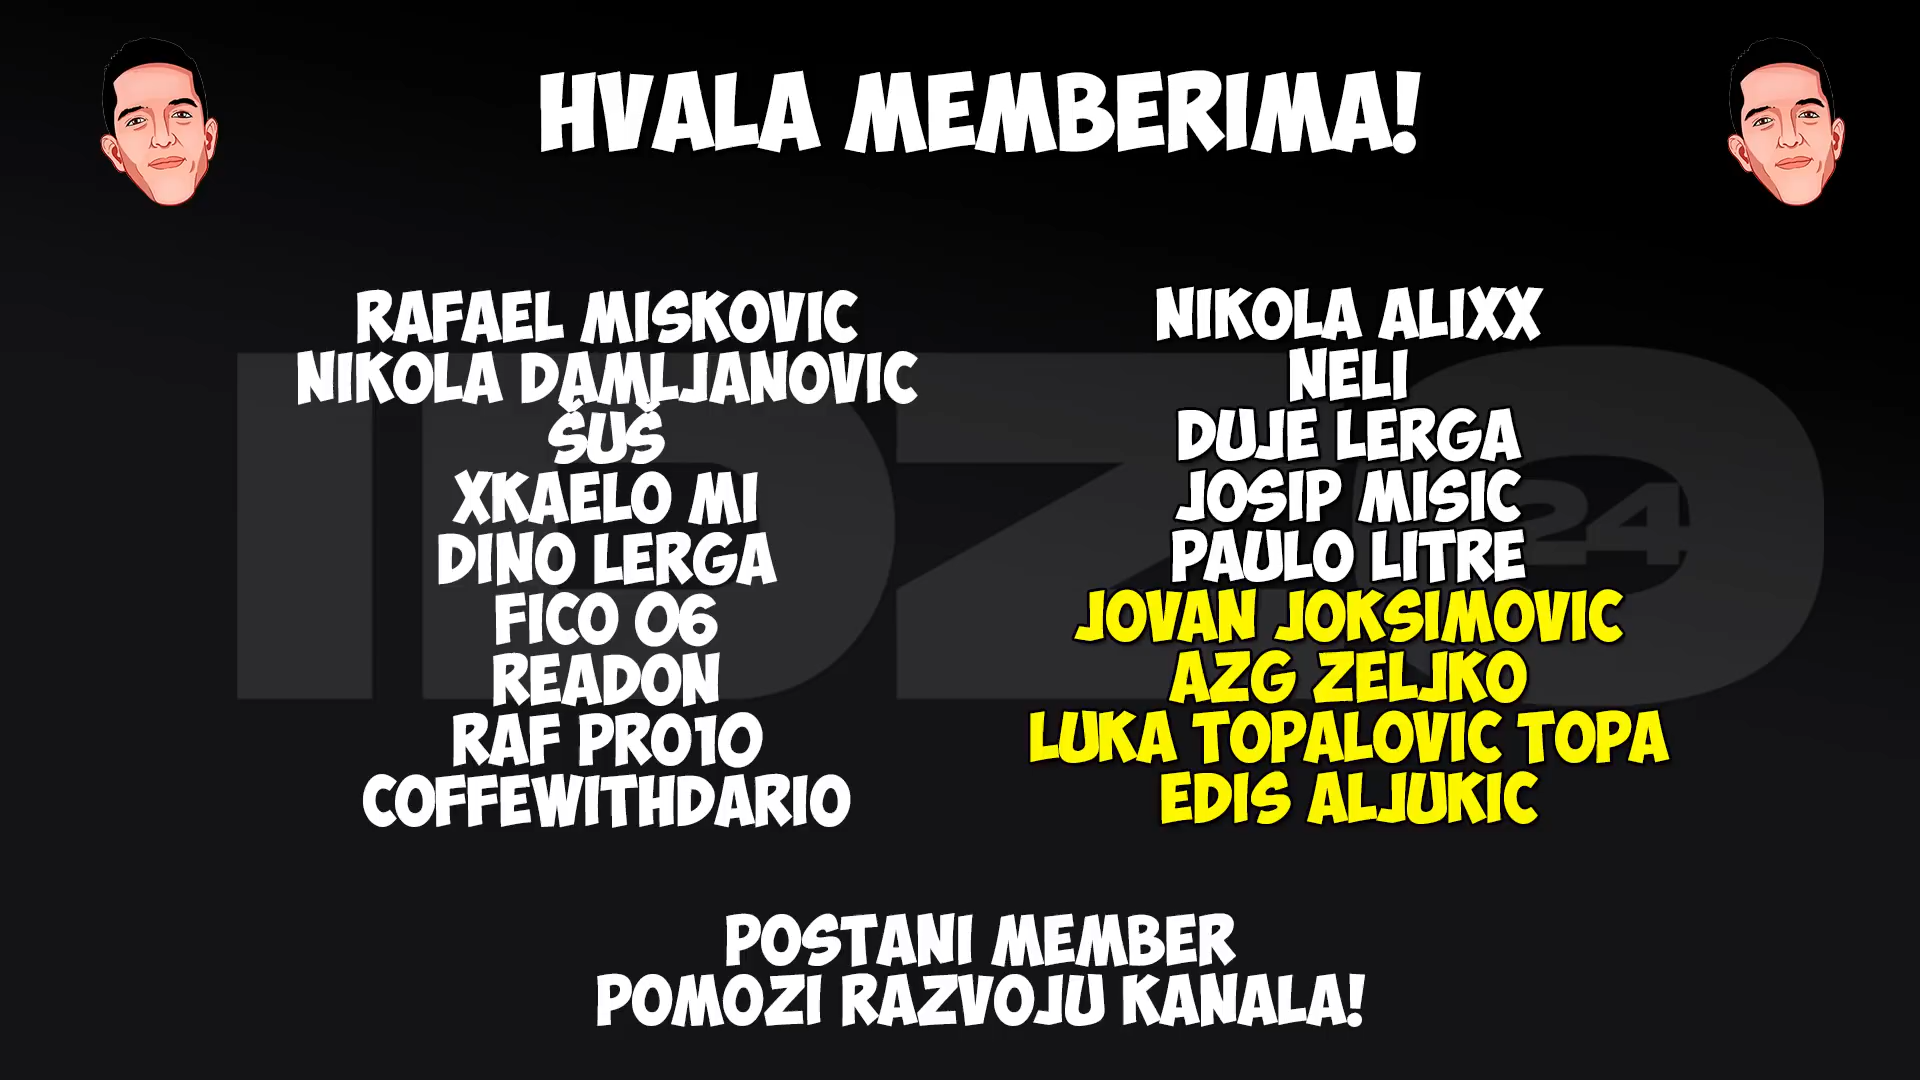 HVALA MEMBERIMA!
RAFAEL MISKOVIC
NIKOLA DAMLJANOVIC
ŠUŠ
XKAELO MI
DINO LERGA
FICO 06
READON
RAF PRO10
COFFEWITHDARIO
NIKOLA ALIXX
NELI
DUJE LERGA
JOSIP MISIC
PAULO LITRE
JOVAN JOKSIMOVIC
AZG ZELJKO
LUKA TOPALOVIC TOPA
EDIS ALJUKIC
IDZO
24
POSTANI MEMBER
POMOZI RAZVOJU KANALA!